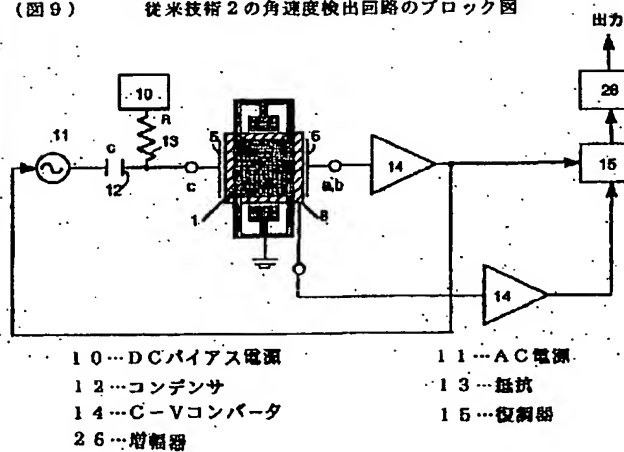 (図9) 従来技術2の角速度検出回路のブロック図
出力
10
26
R
11
C
13
5
5
14
15
12
c
a,b
1
8
14
10…DCバイアス電源 11…AC電源
12…コンデンサ 13…抵抗
14…C-Vコンバータ 15…復調器
26…増幅器